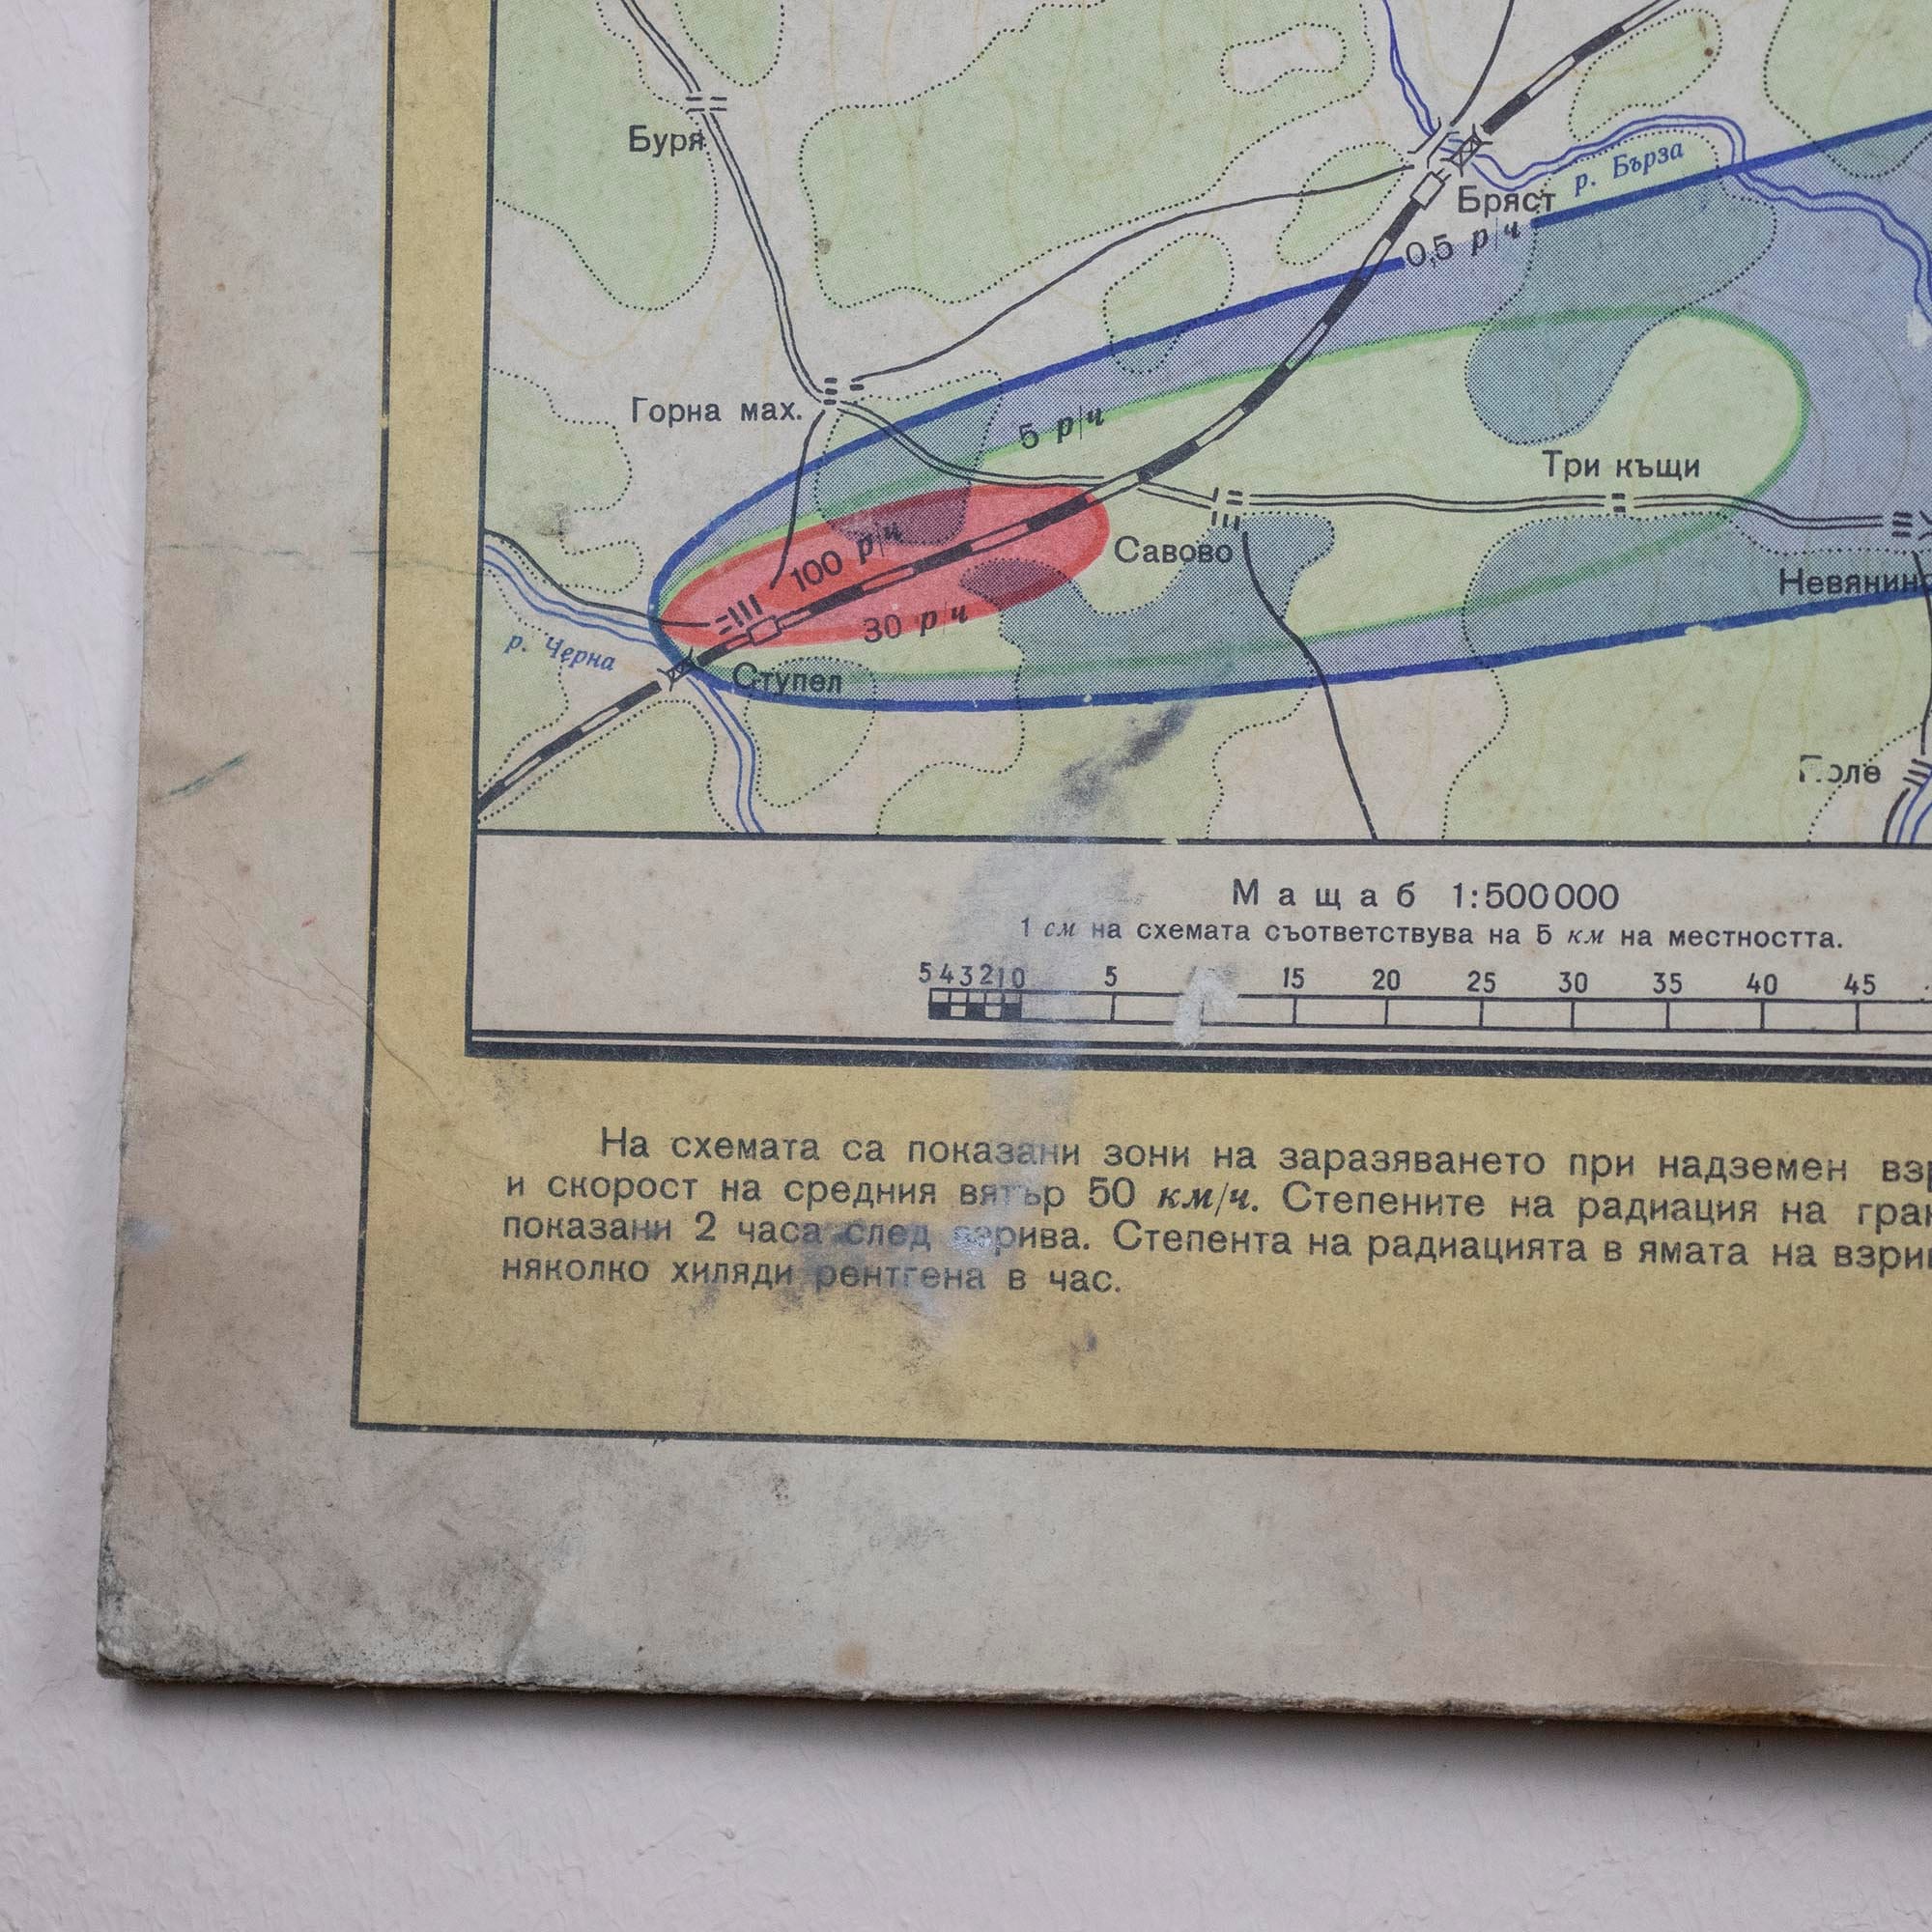 Буря
Бряст
р. Бърза
0,5 р/ч
Горна мах.
5 р/ч
Три къщи
100 р/ч
Савово
30 р/ч
р. Черна
Ступел
Поле
Мащаб 1:500000
1 см на схемата съответствува на 5 км на местността.
5 4 3 2 1 0 5 15 20 25 30 35 40 45
На схемата са показани зони на заразяването при надземен
и скорост на средния вятър 50 км/ч. Степените на радиация на
показани 2 часа след взрива. Степента на радиацията в ямата на
няколко хиляди рентгена в час.